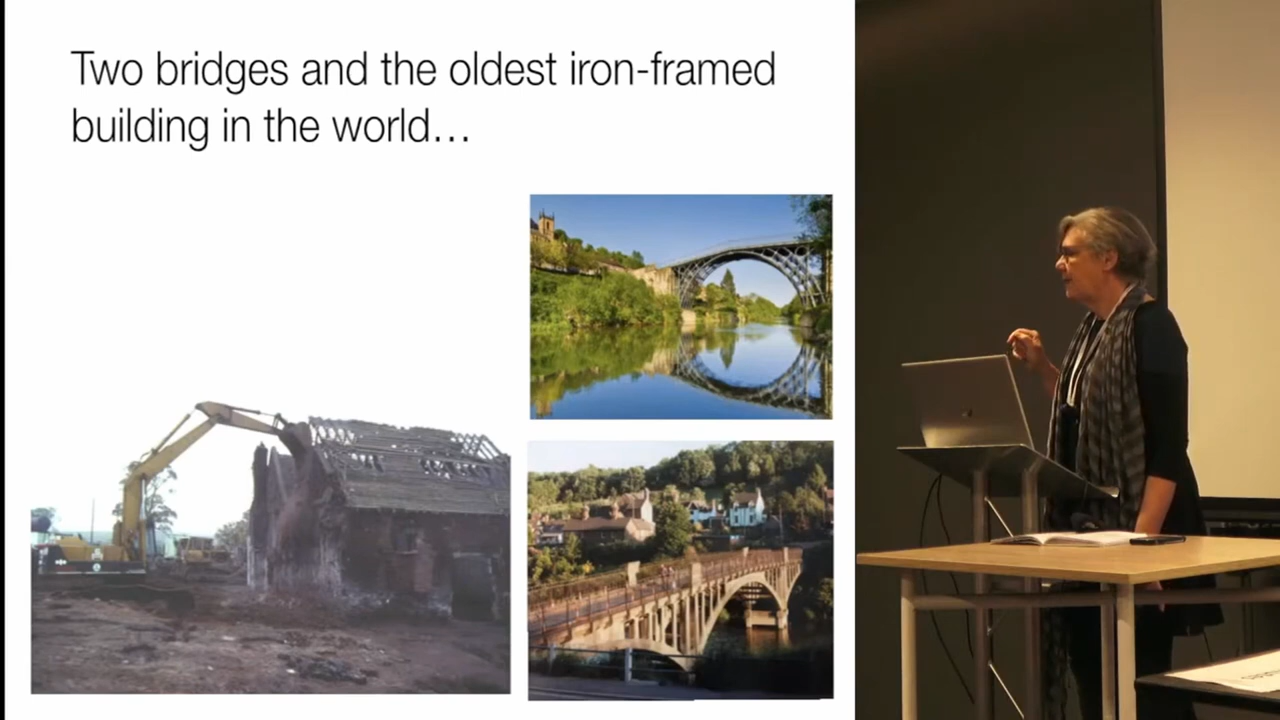 Two bridges and the oldest iron-framed
building in the world…